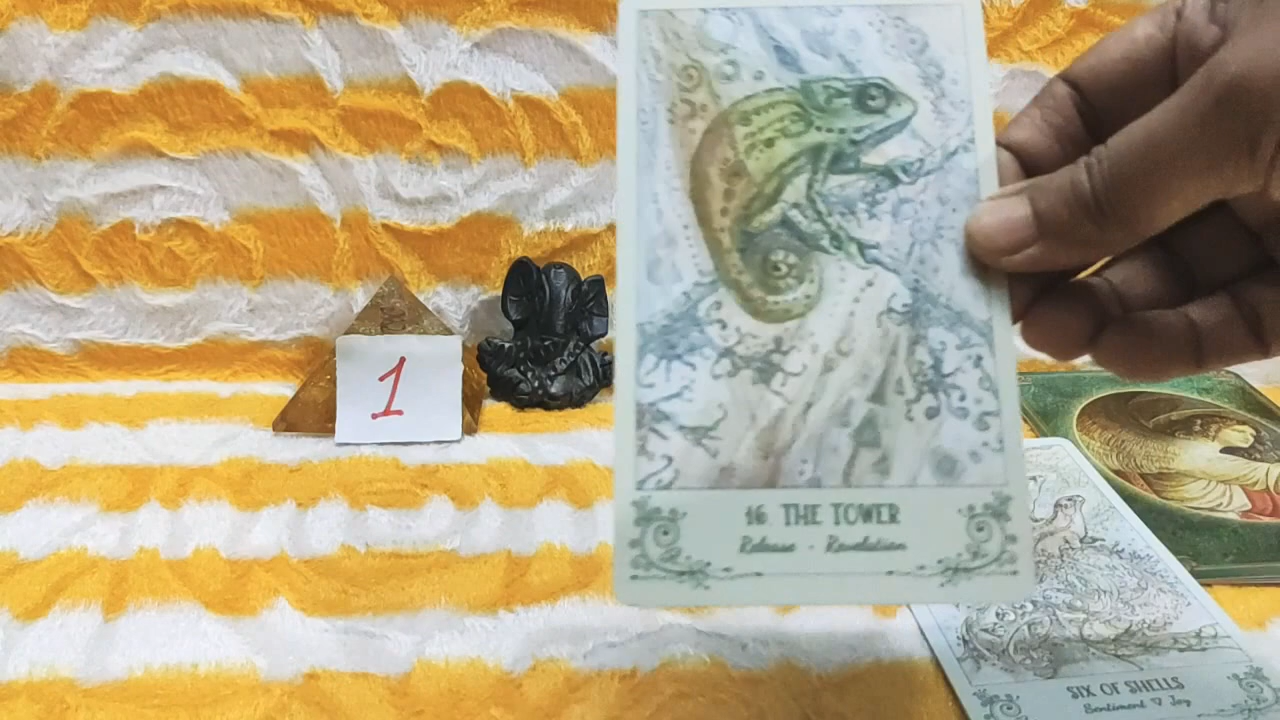 1
16 THE TOWER
Release - Revelation
SIX OF SHELLS
Sentiment ♡ Joy